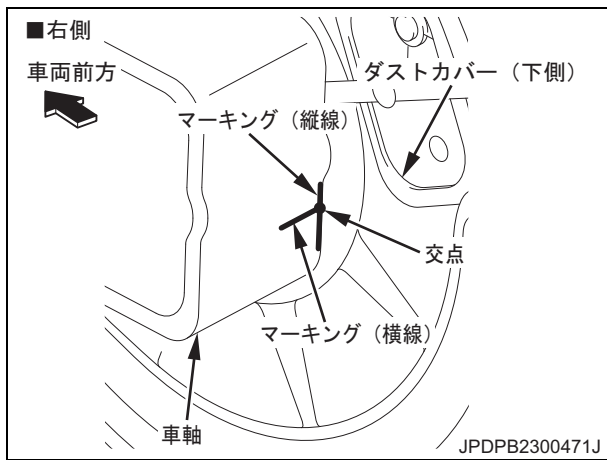 ■右側
車両前方
ダストカバー（下側）
マーキング（縦線）
交点
マーキング（横線）
車軸
JPDPB2300471J